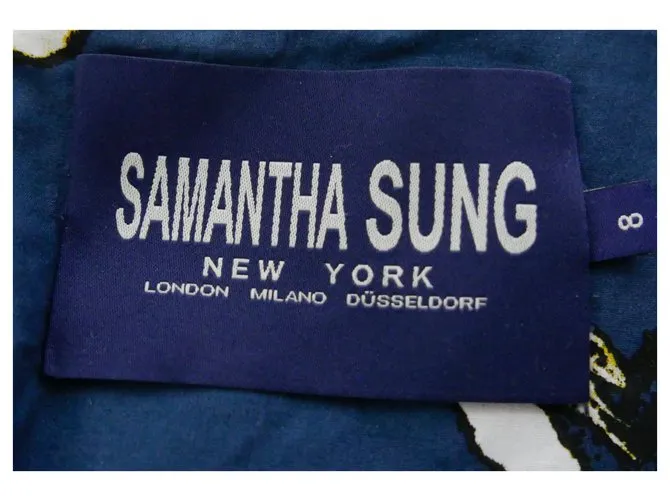 SAMANTHA SUNG
NEW YORK
LONDON MILANO DÜSSELDORF
8